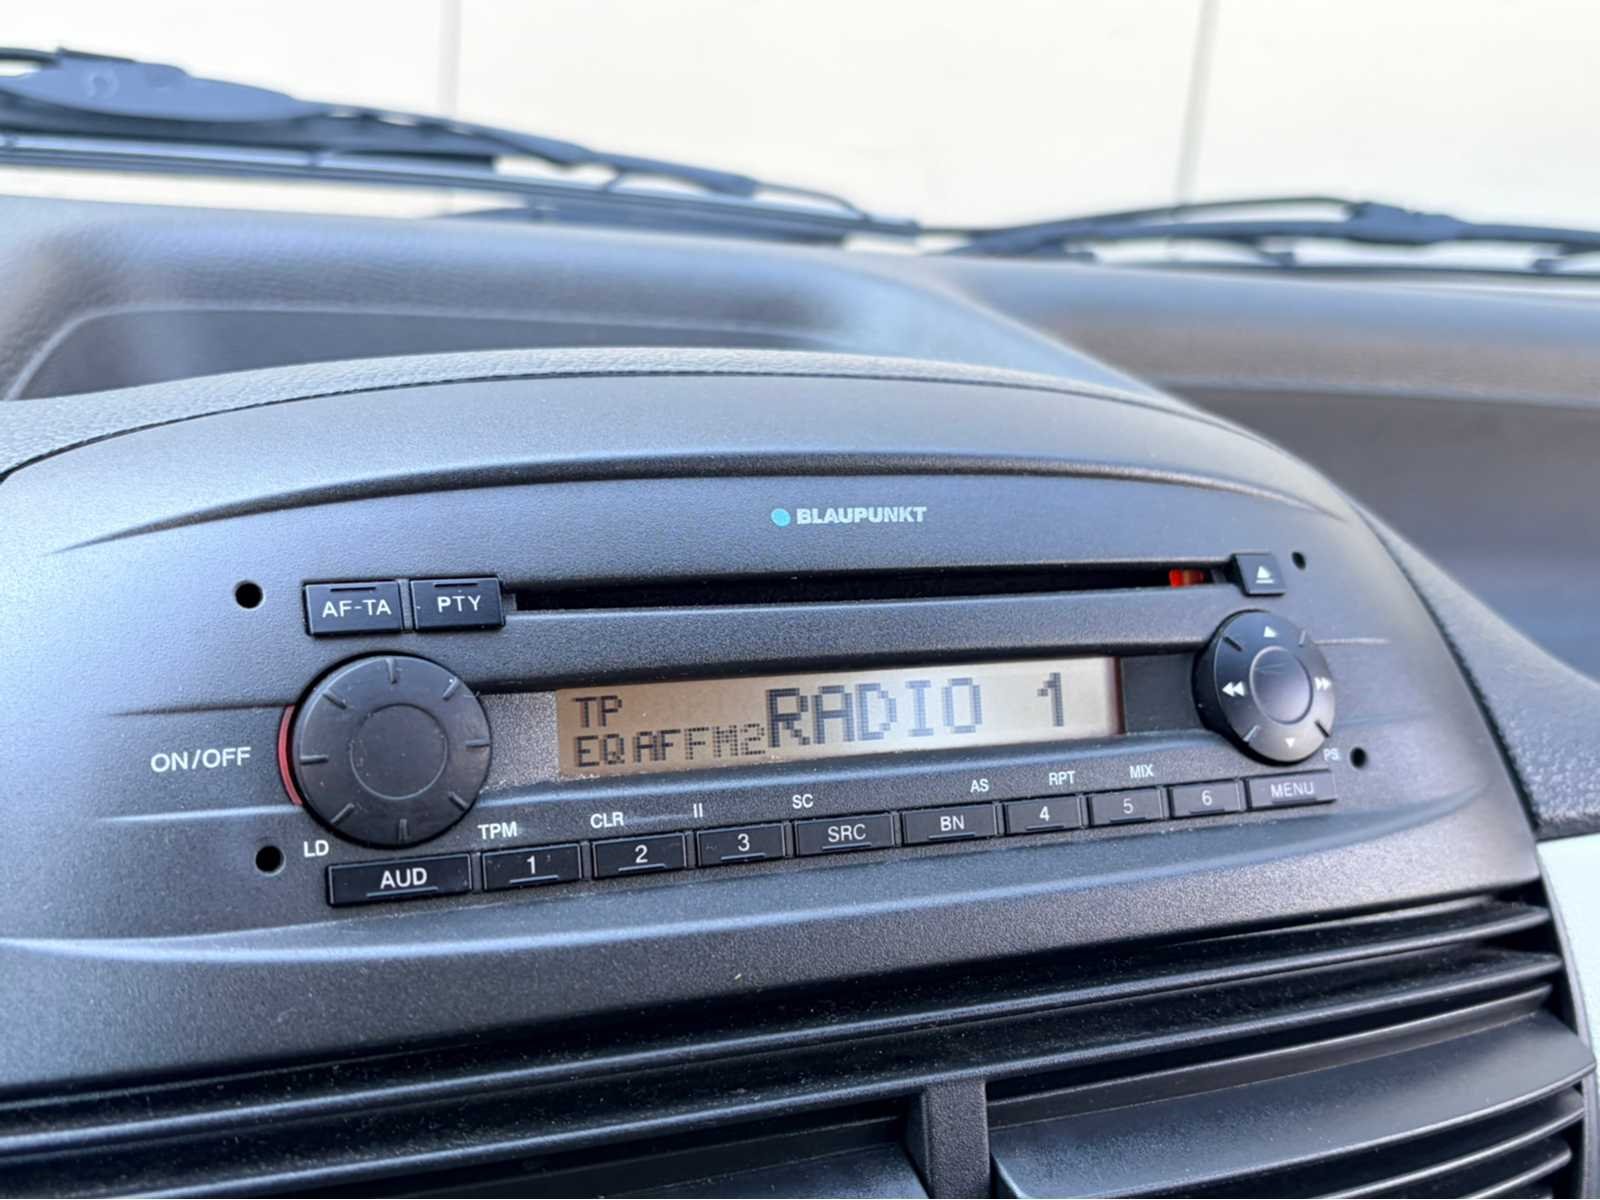 BLAUPUNKT
AF-TA PTY
TP
EQ AF FM2 RADIO 1
ON/OFF
PS
LD TPM CLR II SC AS RPT MIX
AUD 1 2 3 SRC BN 4 5 6 MENU